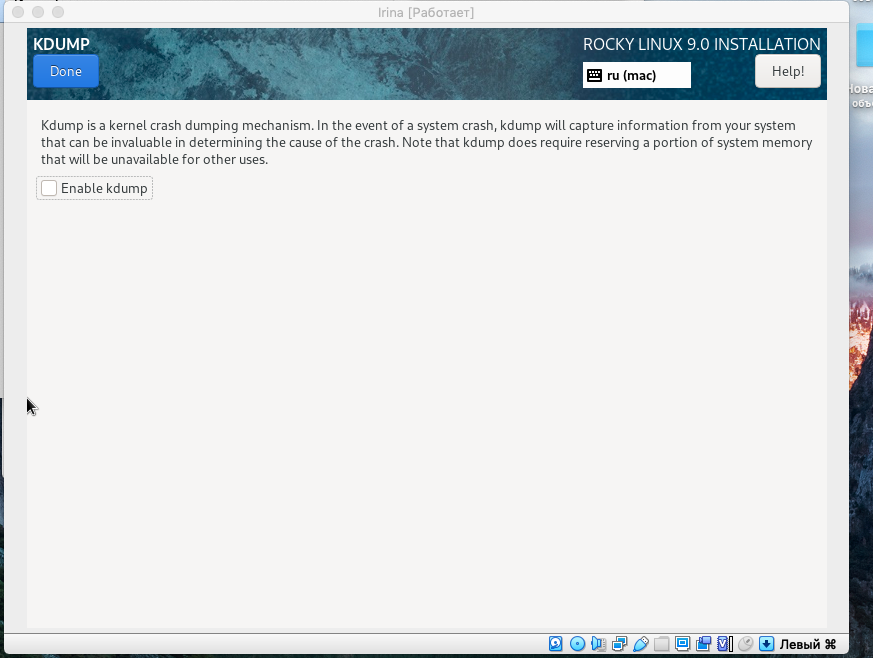 Irina [Работает]
KDUMP
ROCKY LINUX 9.0 INSTALLATION
Done
ru (mac)
Help!
Kdump is a kernel crash dumping mechanism. In the event of a system crash, kdump will capture information from your system
that can be invaluable in determining the cause of the crash. Note that kdump does require reserving a portion of system memory
that will be unavailable for other uses.
Enable kdump
Левый ⌘